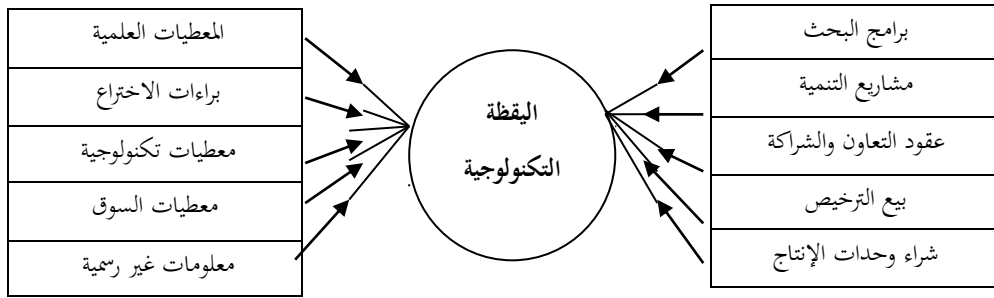 برامج البحث
مشاريع التنمية
عقود التعاون والشراكة
بيع الترخيص
شراء وحدات الإنتاج
اليقظة
التكنولوجية
المعطيات العلمية
براءات الاختراع
معطيات تكنولوجية
معطيات السوق
معلومات غير رسمية